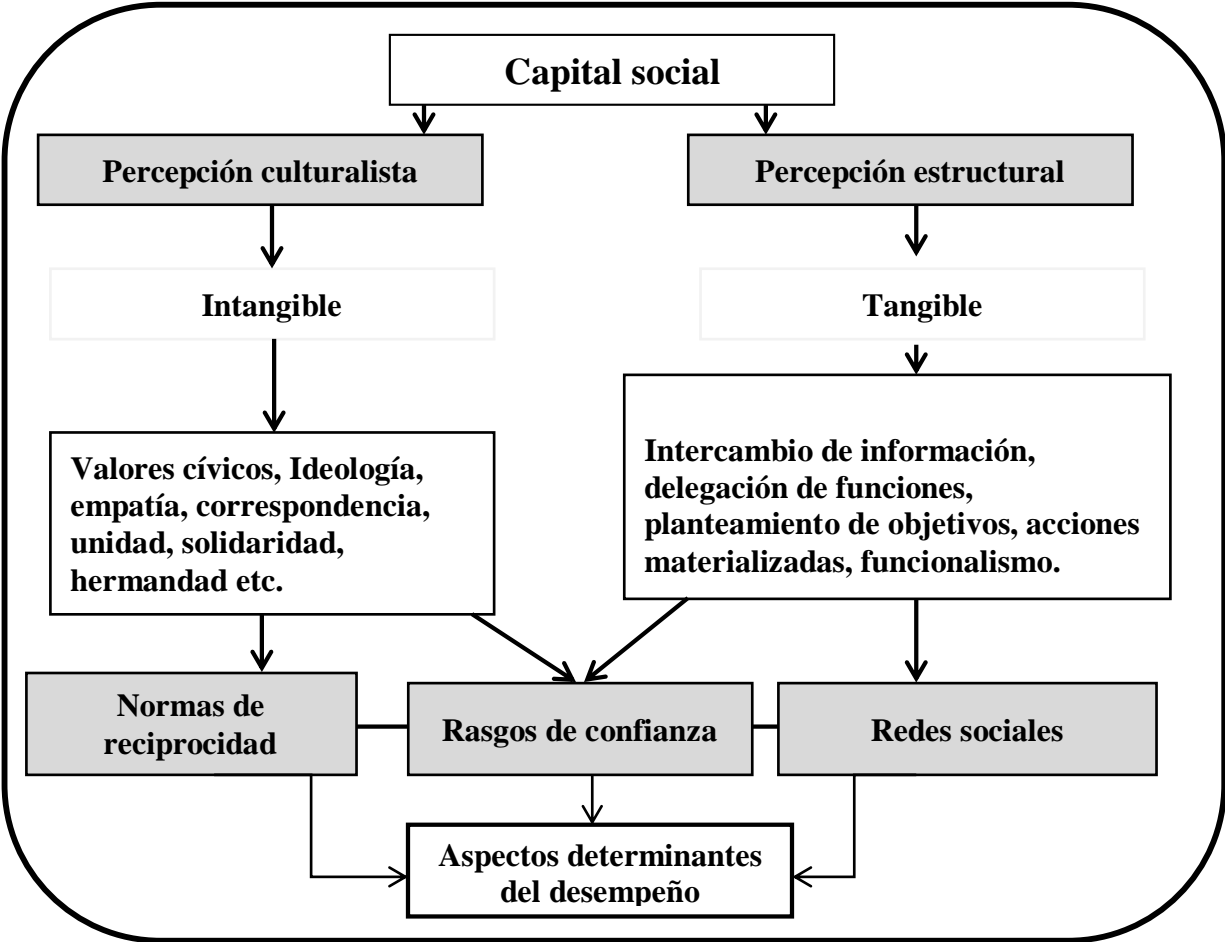 Capital social
Percepción culturalista
Percepción estructural
Intangible
Tangible
Valores cívicos, Ideología,
empatía, correspondencia,
unidad, solidaridad,
hermandad etc.
Intercambio de información,
delegación de funciones,
planteamiento de objetivos, acciones
materializadas, funcionalismo.
Normas de
reciprocidad
Rasgos de confianza
Redes sociales
Aspectos determinantes
del desempeño